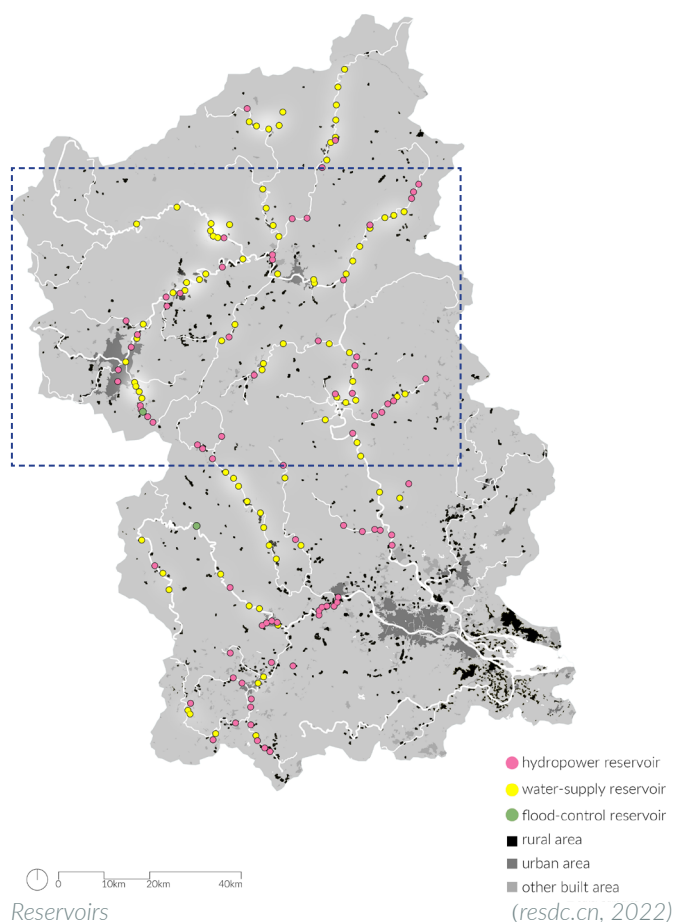 hydropower reservoir
water-supply reservoir
flood-control reservoir
rural area
urban area
other built area
0 10km 20km 40km
Reservoirs
(resdc.cn, 2022)